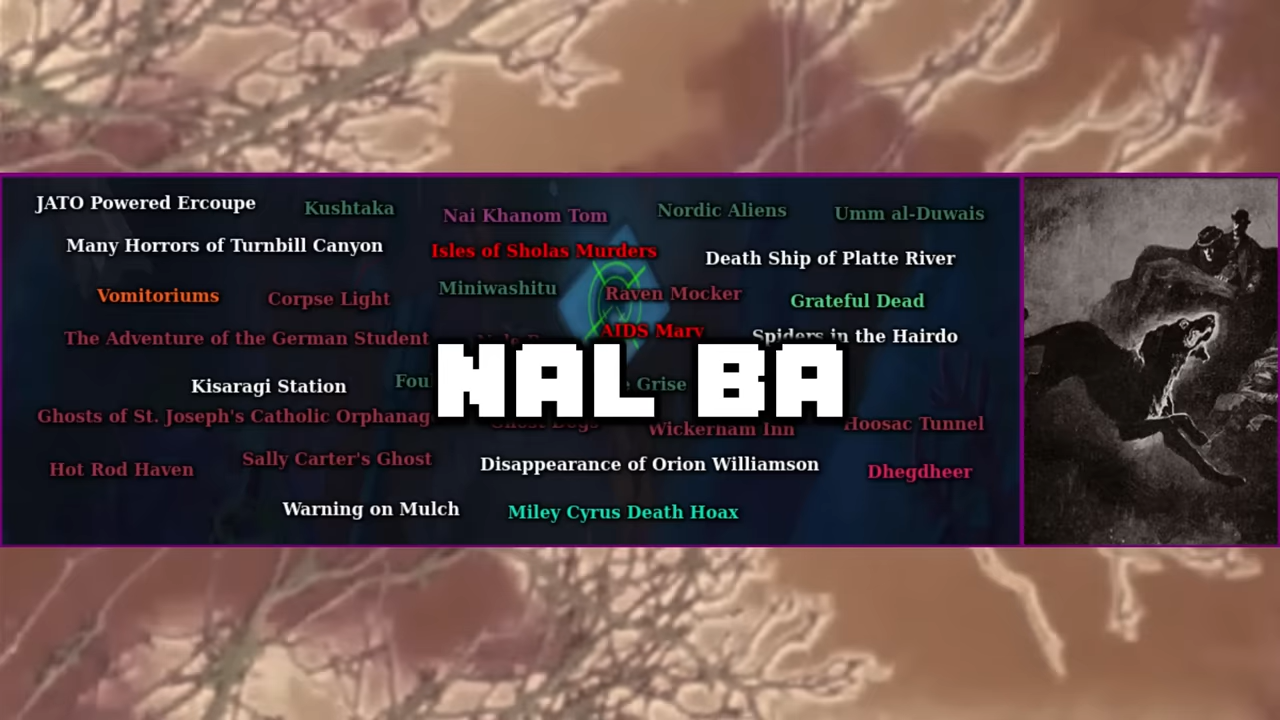 JATO Powered Ercoupe
Kushtaka
Nai Khanom Tom
Nordic Aliens
Umm al-Duwais
Many Horrors of Turnbill Canyon
Isles of Sholas Murders
Death Ship of Platte River
Vomitoriums
Corpse Light
Miniwashitu
Raven Mocker
Grateful Dead
The Adventure of the German Student
AIDS Mary
Spiders in the Hairdo
NAL BA
Kisaragi Station
Grise
Ghosts of St. Joseph's Catholic Orphanag
Ghost Dogs
Wickerham Inn
Hoosac Tunnel
Hot Rod Haven
Sally Carter's Ghost
Disappearance of Orion Williamson
Dhegdheer
Warning on Mulch
Miley Cyrus Death Hoax